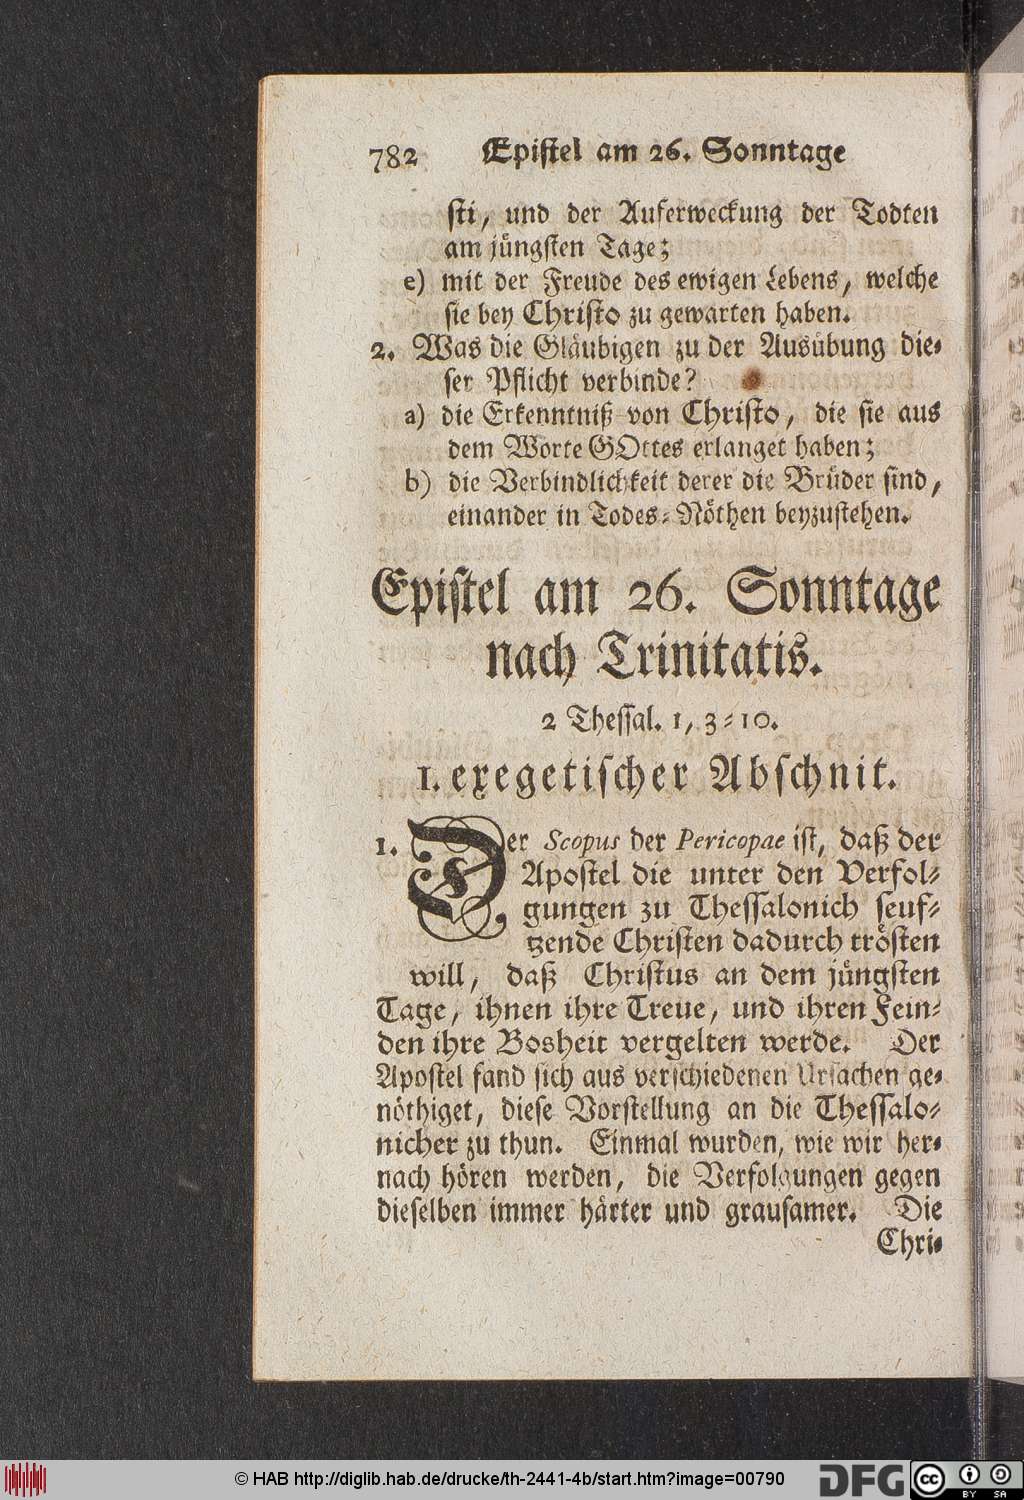 782 Epistel am 26. Sonntage
sti, und der Auferweckung der Todten
am jüngsten Tage;
e) mit der Freude des ewigen Lebens, welche
sie bey Christo zu gewarten haben.
2. Was die Gläubigen zu der Ausübung die-
ser Pflicht verbinde?
a) die Erkenntniß von Christo, die sie aus
dem Worte GOttes erlanget haben;
b) die Verbindlichkeit derer die Brüder sind,
einander in Todes-Nöthen beyzustehen.
Epistel am 26. Sonntage
nach Trinitatis.
2 Thessal. 1, 3-10.
I. exegetischer Abschnit.
1. Der Scopus der Pericopae ist, daß der
Apostel die unter den Verfol-
gungen zu Thessalonich seuf-
tzende Christen dadurch trösten
will, daß Christus an dem jüngsten
Tage, ihnen ihre Treue, und ihren Fein-
den ihre Bosheit vergelten werde. Der
Apostel fand sich aus verschiedenen Ursachen ge-
nöthiget, diese Vorstellung an die Thessalo-
nicher zu thun. Einmal wurden, wie wir her-
nach hören werden, die Verfolgungen gegen
dieselben immer härter und grausamer. Die
Chri-
© HAB http://diglib.hab.de/drucke/th-2441-4b/start.htm?image=00790
DFG
cc
BY SA